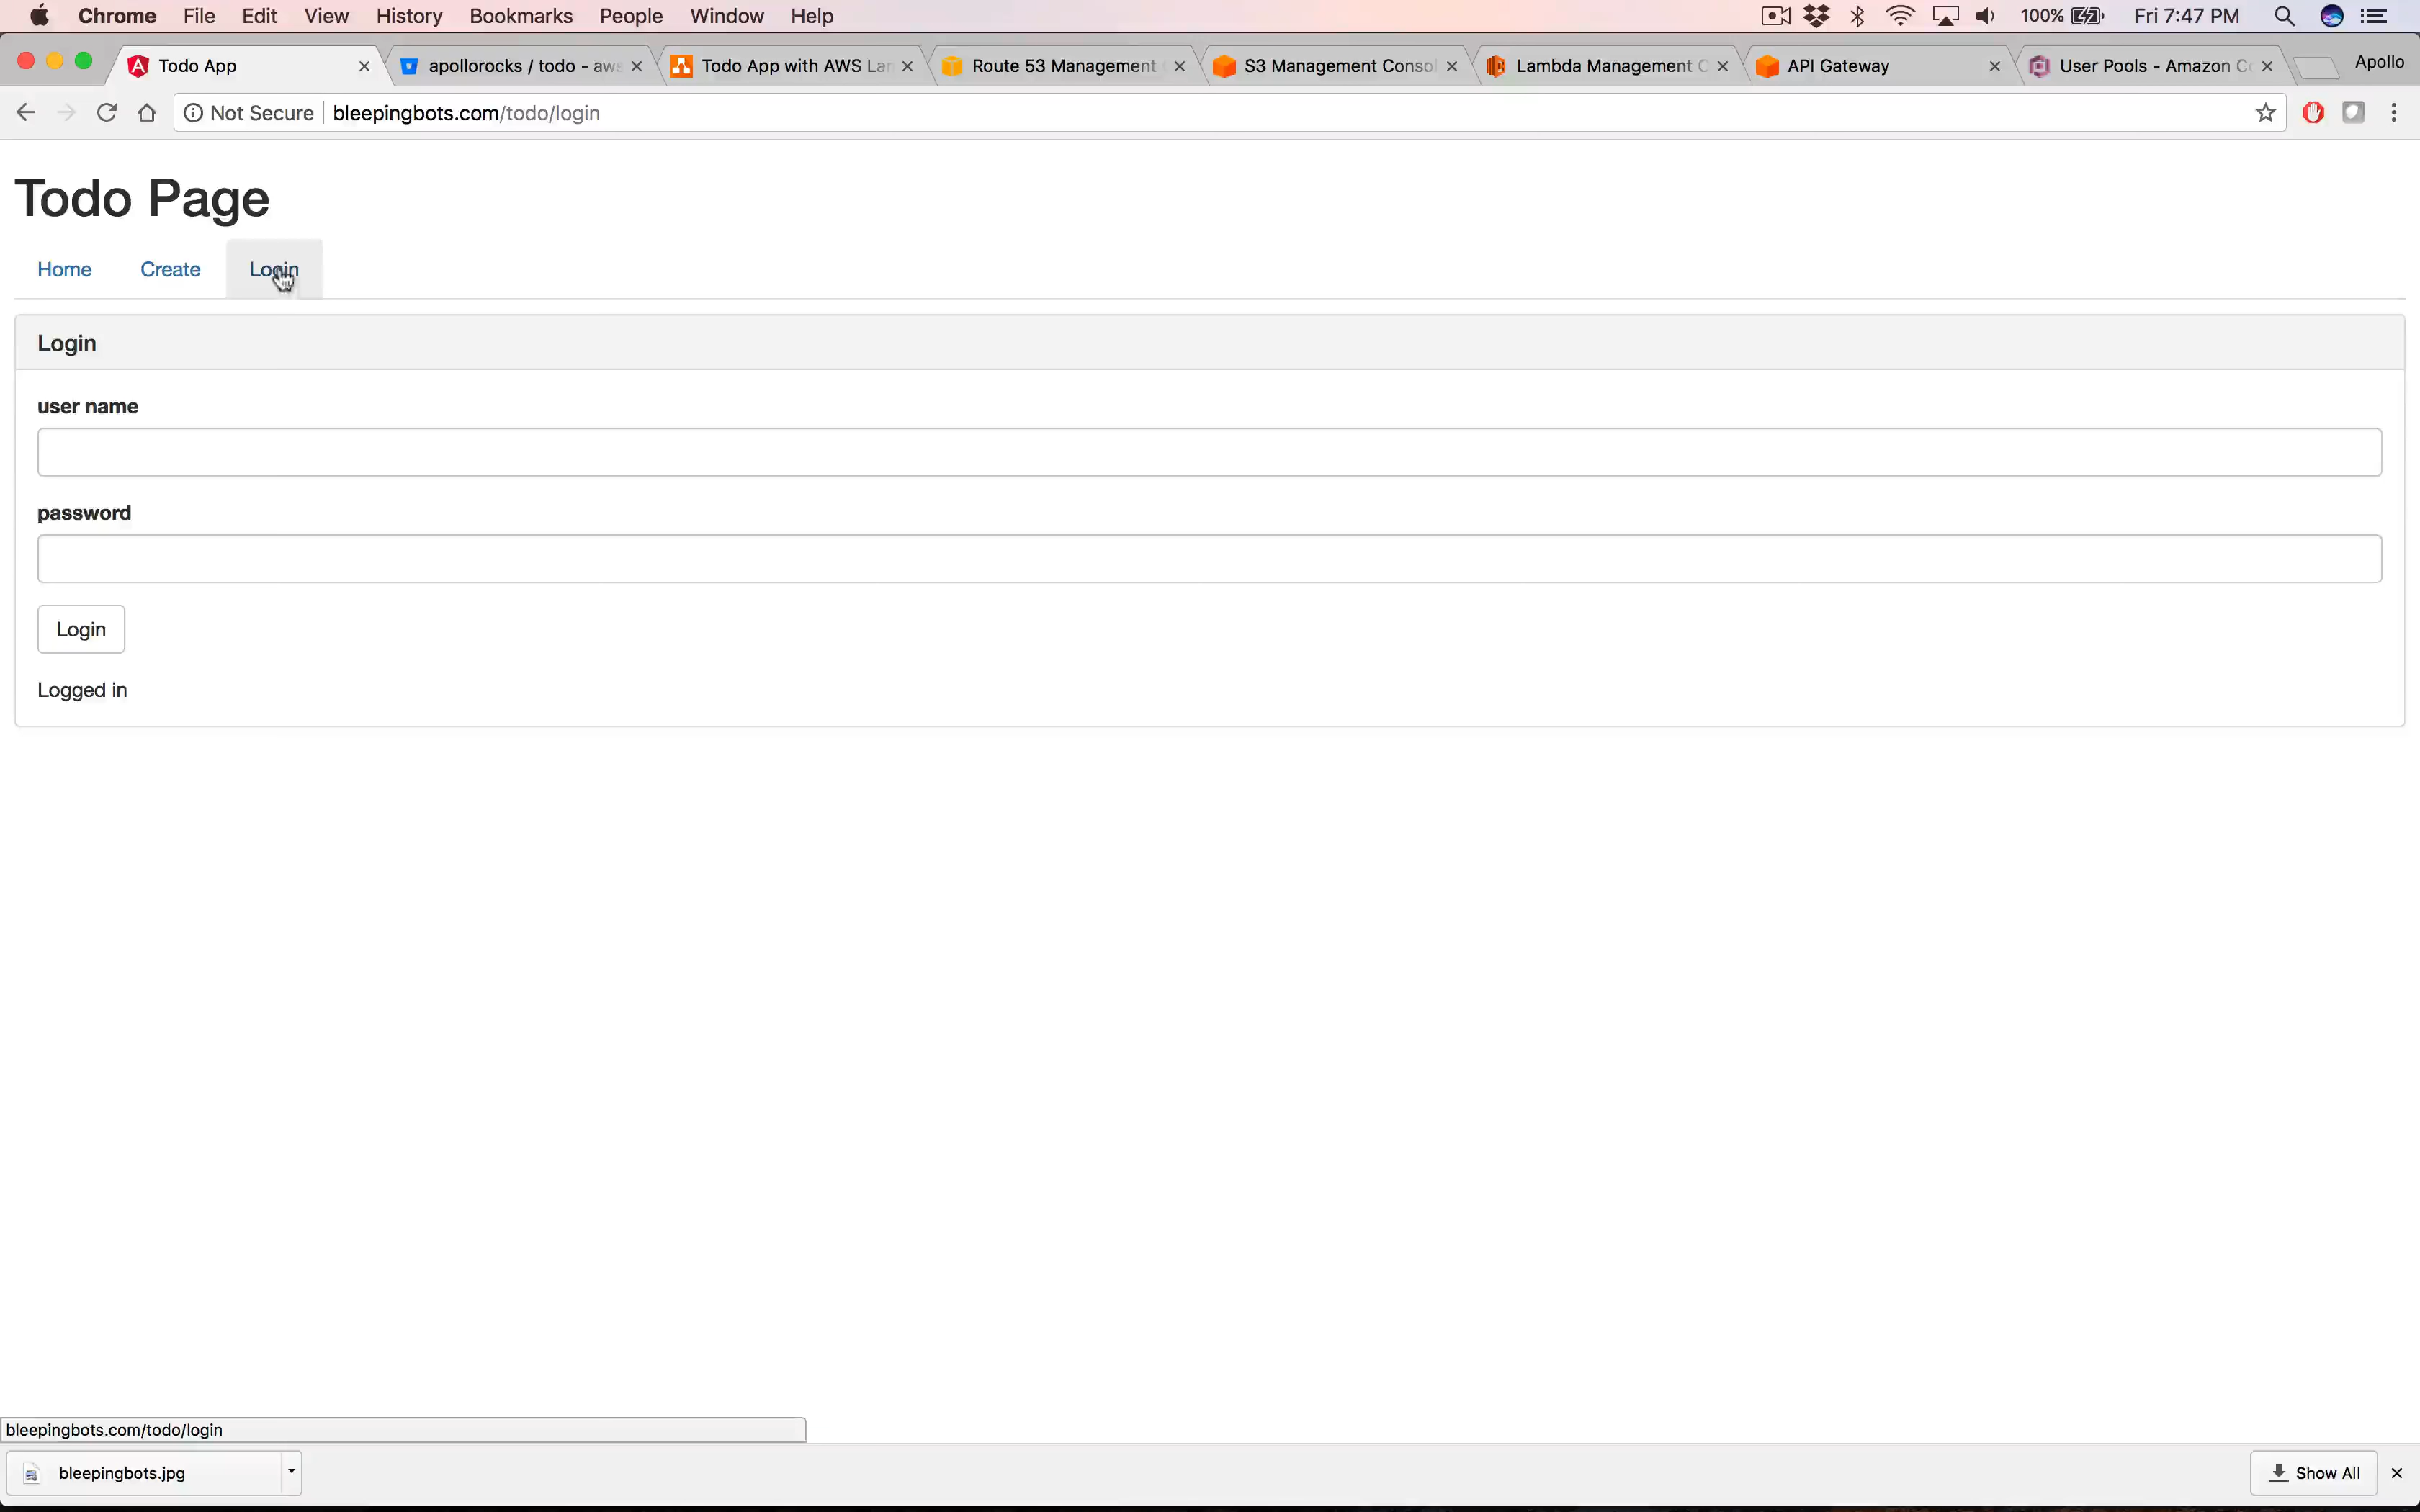 Chrome File Edit View History Bookmarks People Window Help 100% Fri 7:47 PM
Todo App apollorocks / todo - aws Todo App with AWS Lam Route 53 Management S3 Management Consol Lambda Management C API Gateway User Pools - Amazon Co Apollo
Not Secure bleepingbots.com/todo/login
Todo Page
Home Create Login
Login
user name
password
Login
Logged in
bleepingbots.com/todo/login
bleepingbots.jpg Show All